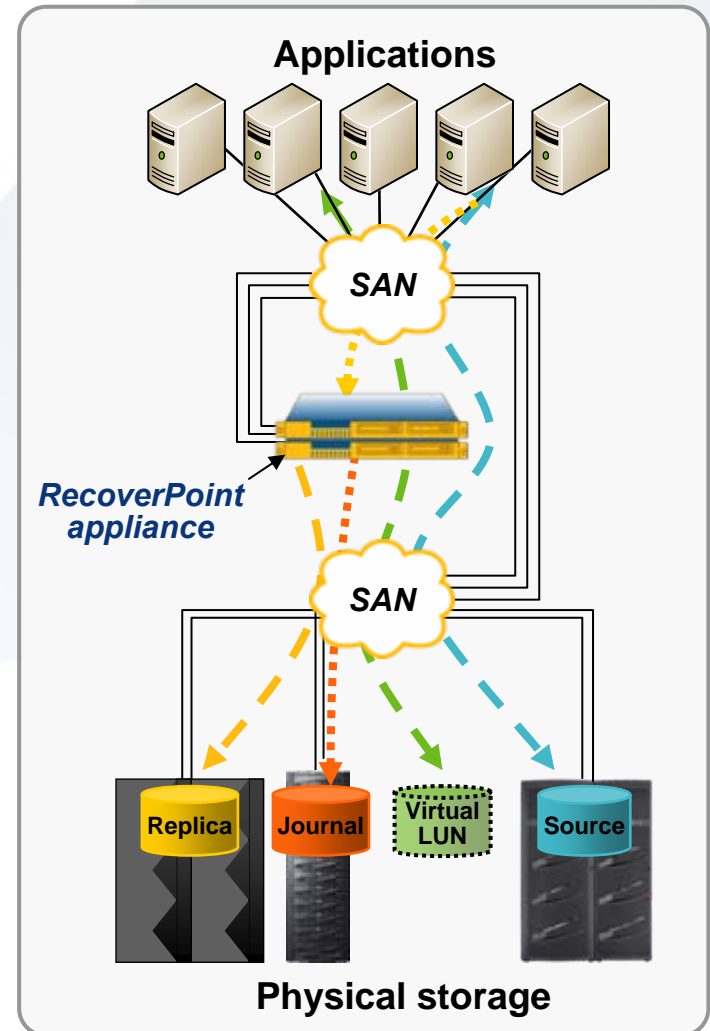 Applications
SAN
RecoverPoint
appliance
SAN
Replica
Journal
Virtual
LUN
Source
Physical storage